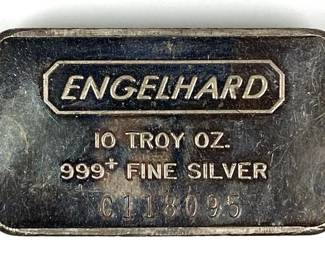 ENGELHARD
10 TROY OZ.
999+ FINE SILVER
C118095